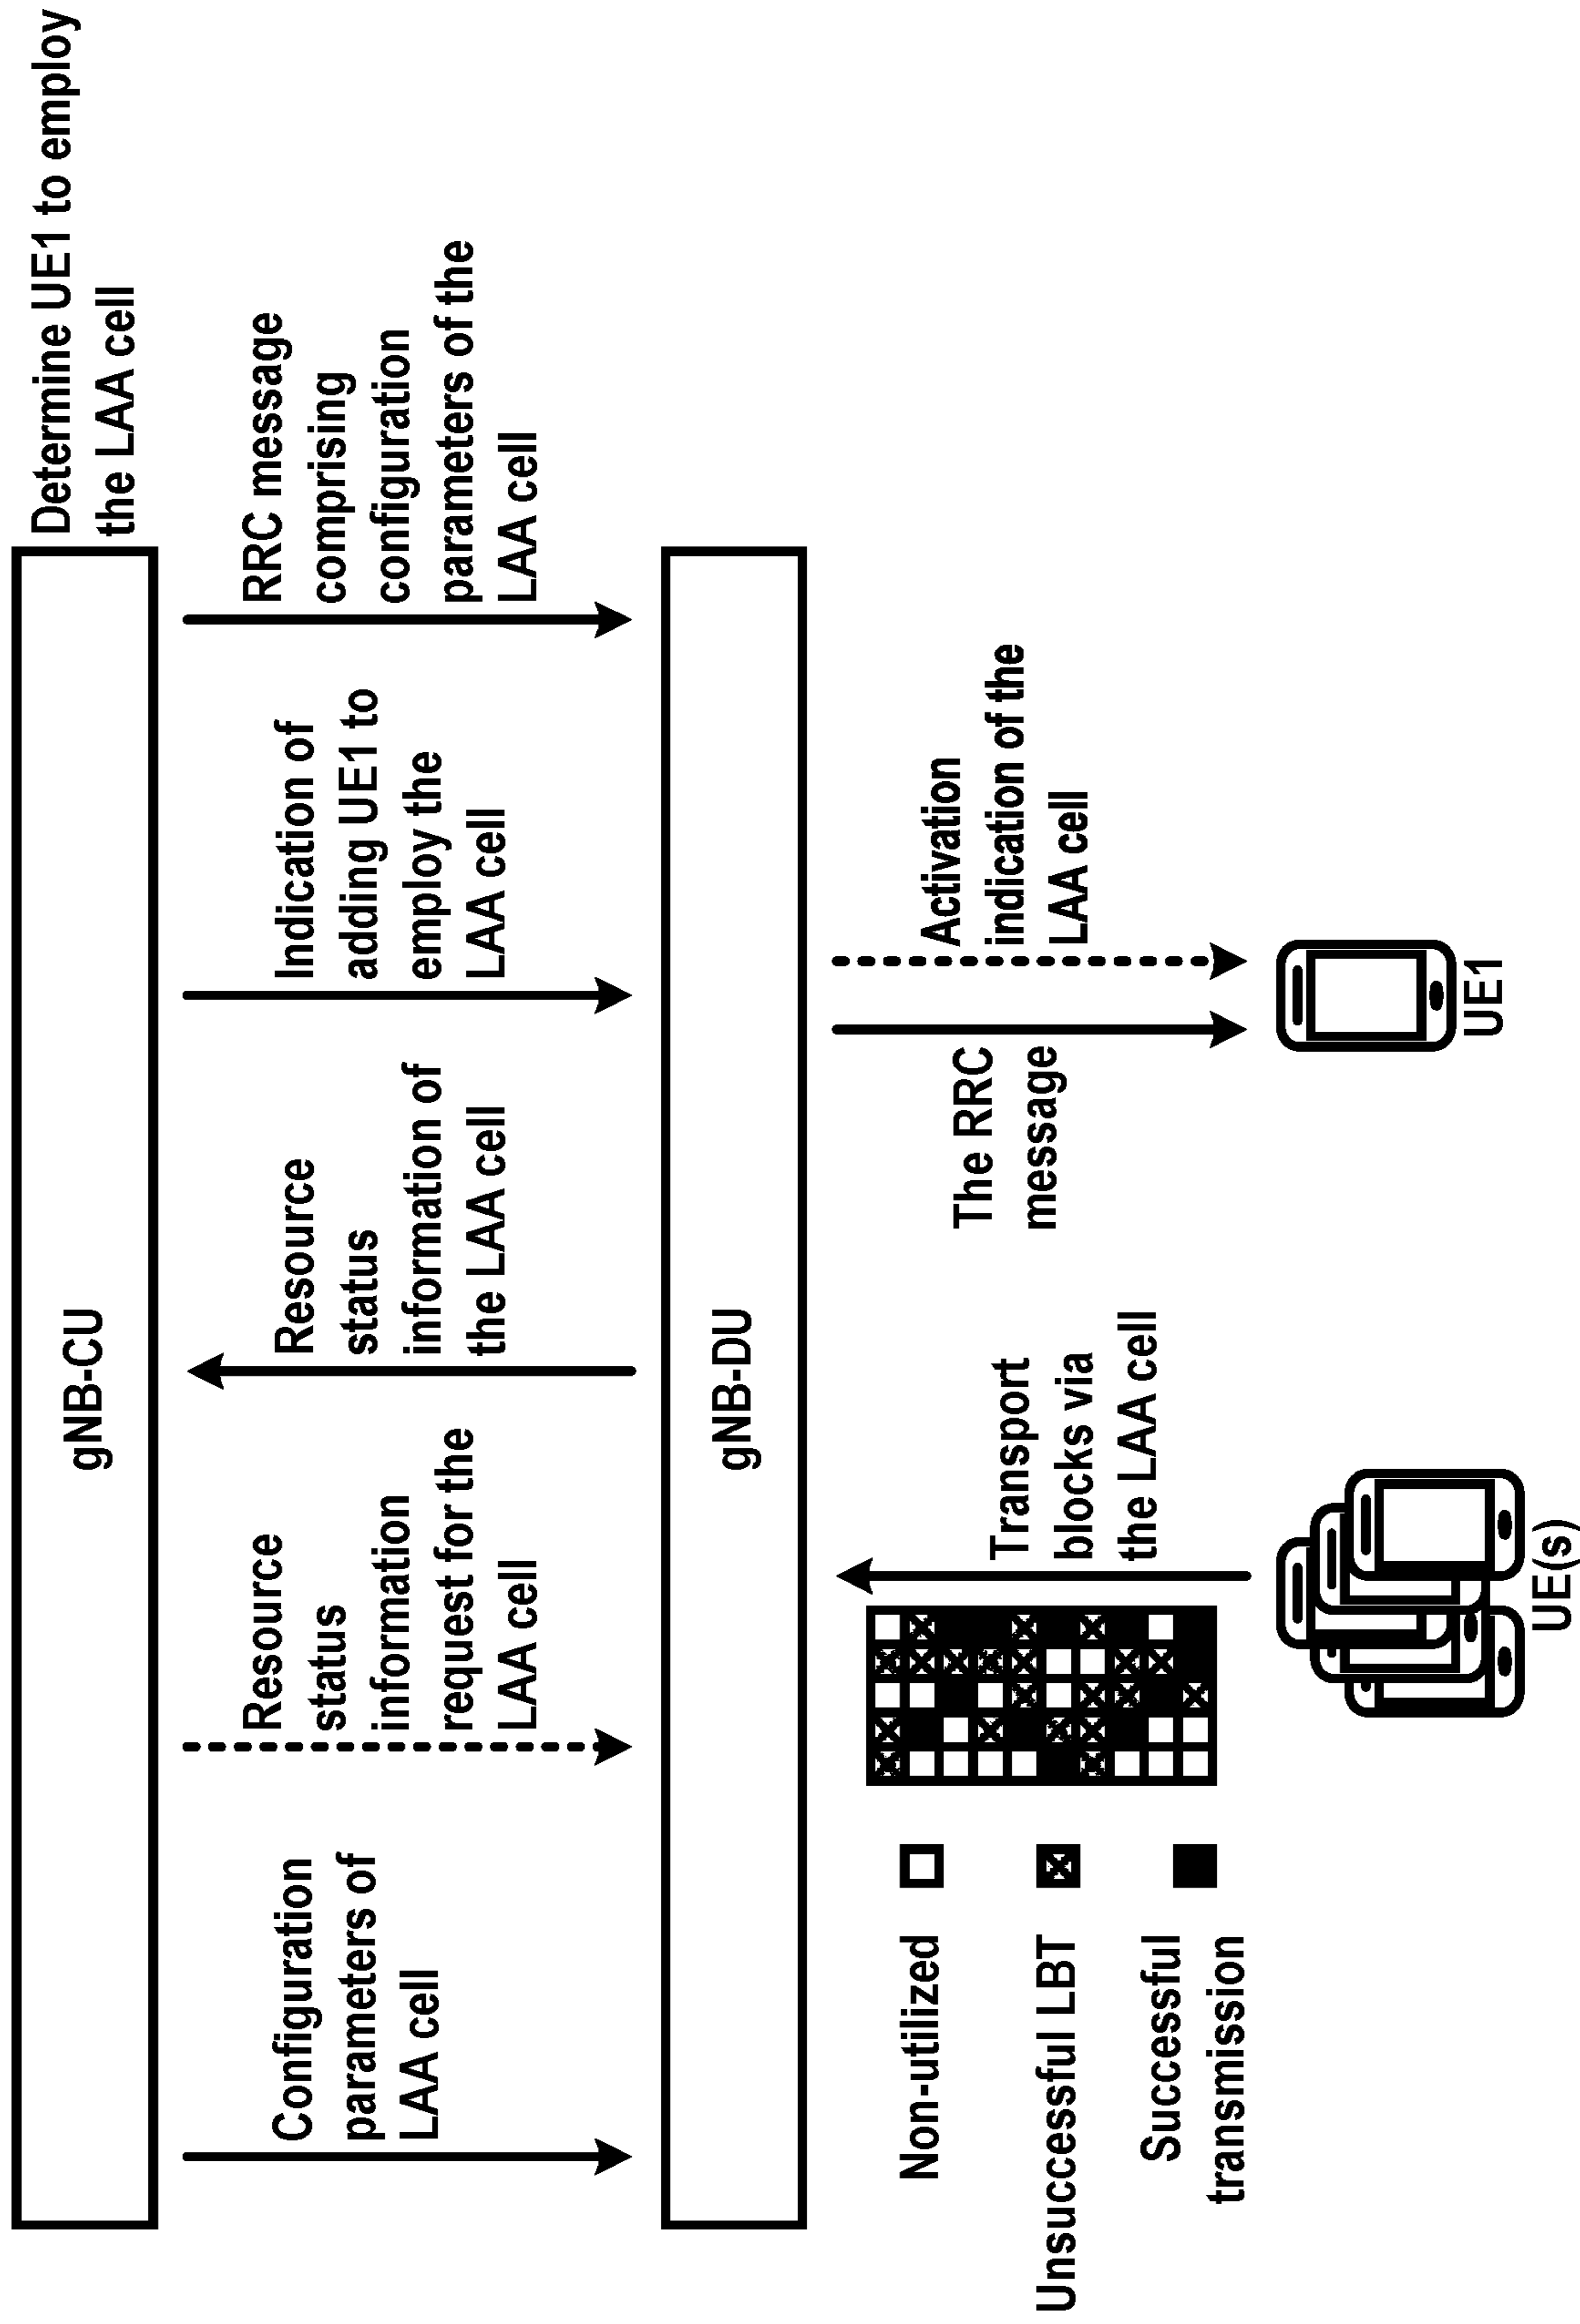 gNB-CU
Determine UE1 to employ
the LAA cell
Configuration
parameters of
LAA cell
Resource
status
information
request for the
LAA cell
Resource
status
information of
the LAA cell
Indication of
adding UE1 to
employ the
LAA cell
RRC message
comprising
configuration
parameters of the
LAA cell
gNB-DU
Non-utilized
Unsuccessful LBT
Successful
transmission
Transport
blocks via
the LAA cell
The RRC
message
Activation
indication of the
LAA cell
UE(s)
UE1